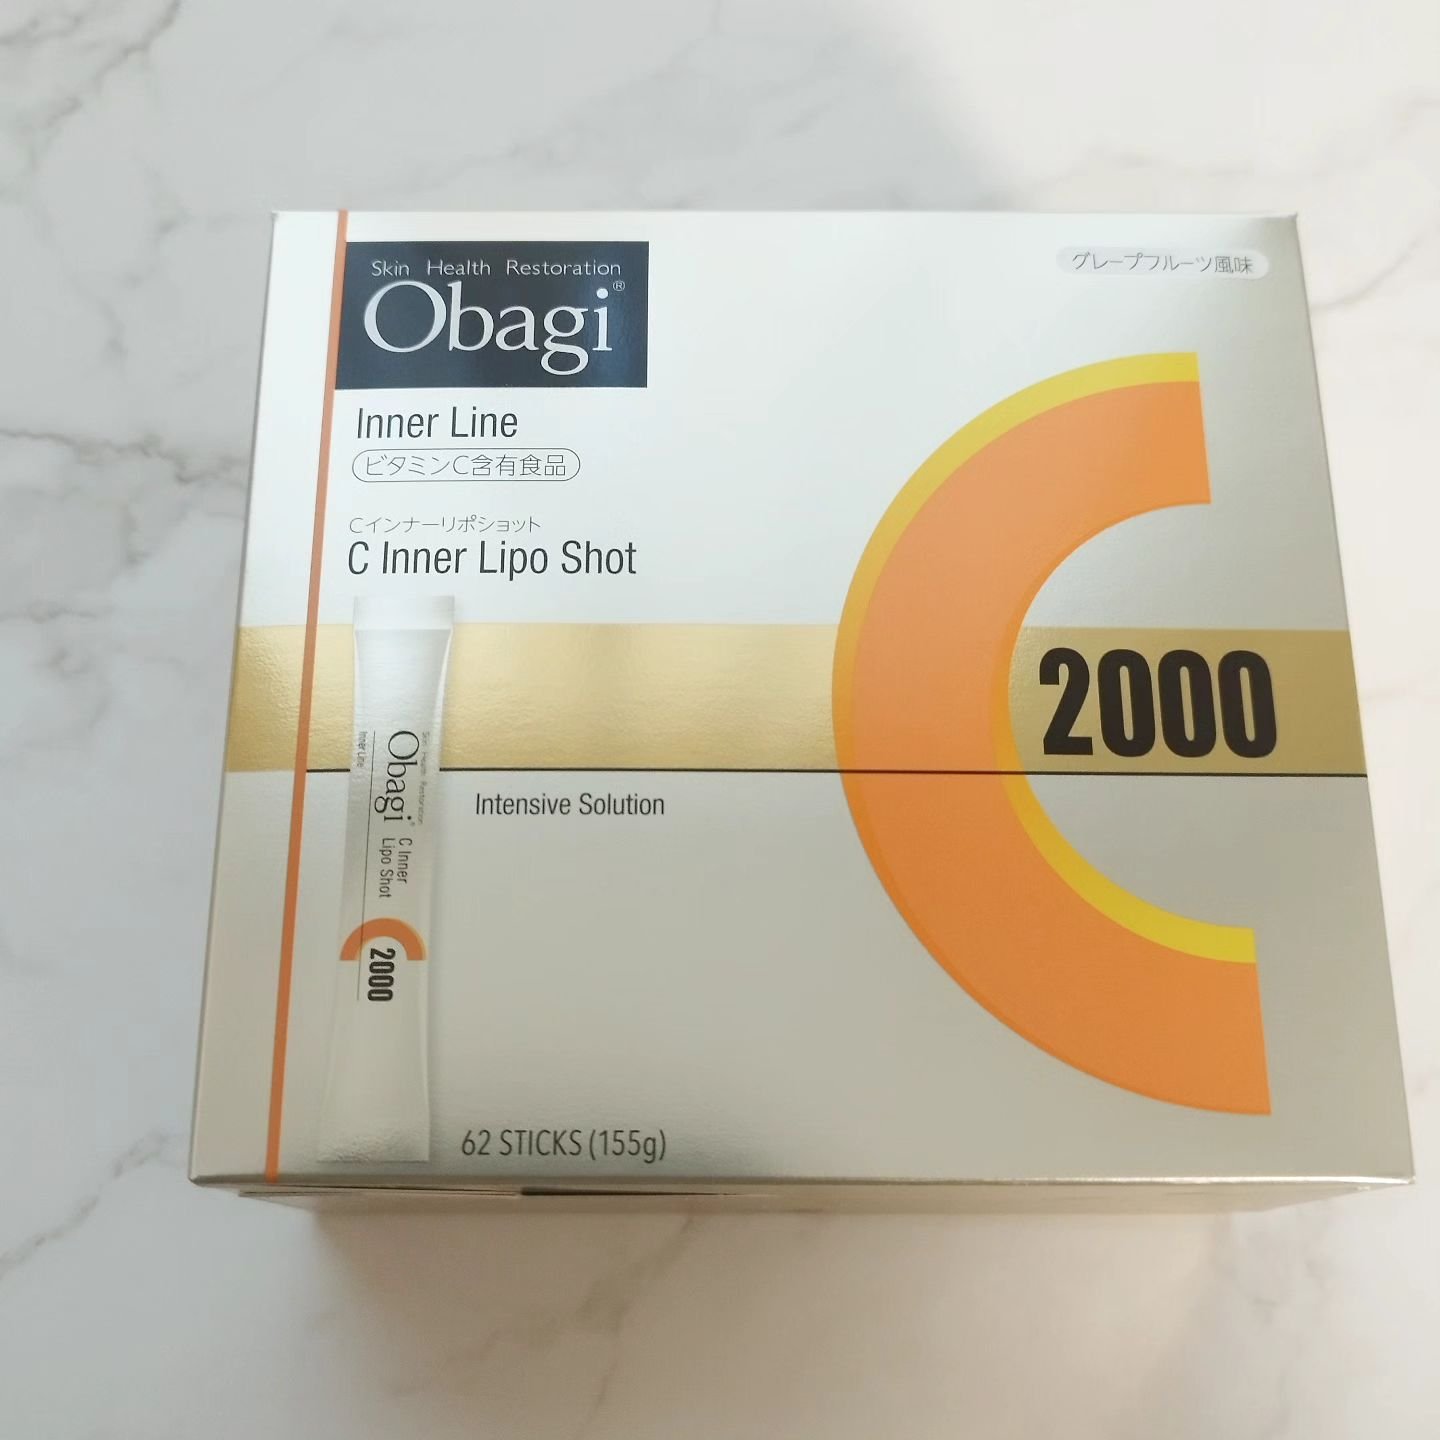 Skin Health Restoration
Obagi®
グレープフルーツ風味
Inner Line
ビタミンC含有食品
Cインナーリポショット
C Inner Lipo Shot
C
2000
Intensive Solution
Skin Health Restoration
Obagi®
Inner Line
C Inner
Lipo Shot
2000
62 STICKS (155g)